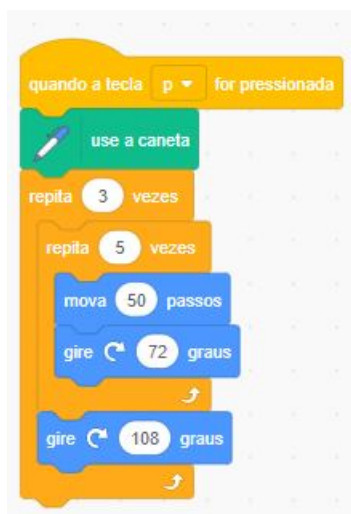 quando a tecla p for pressionada
use a caneta
repita 3 vezes
repita 5 vezes
mova 50 passos
gire 72 graus
gire 108 graus